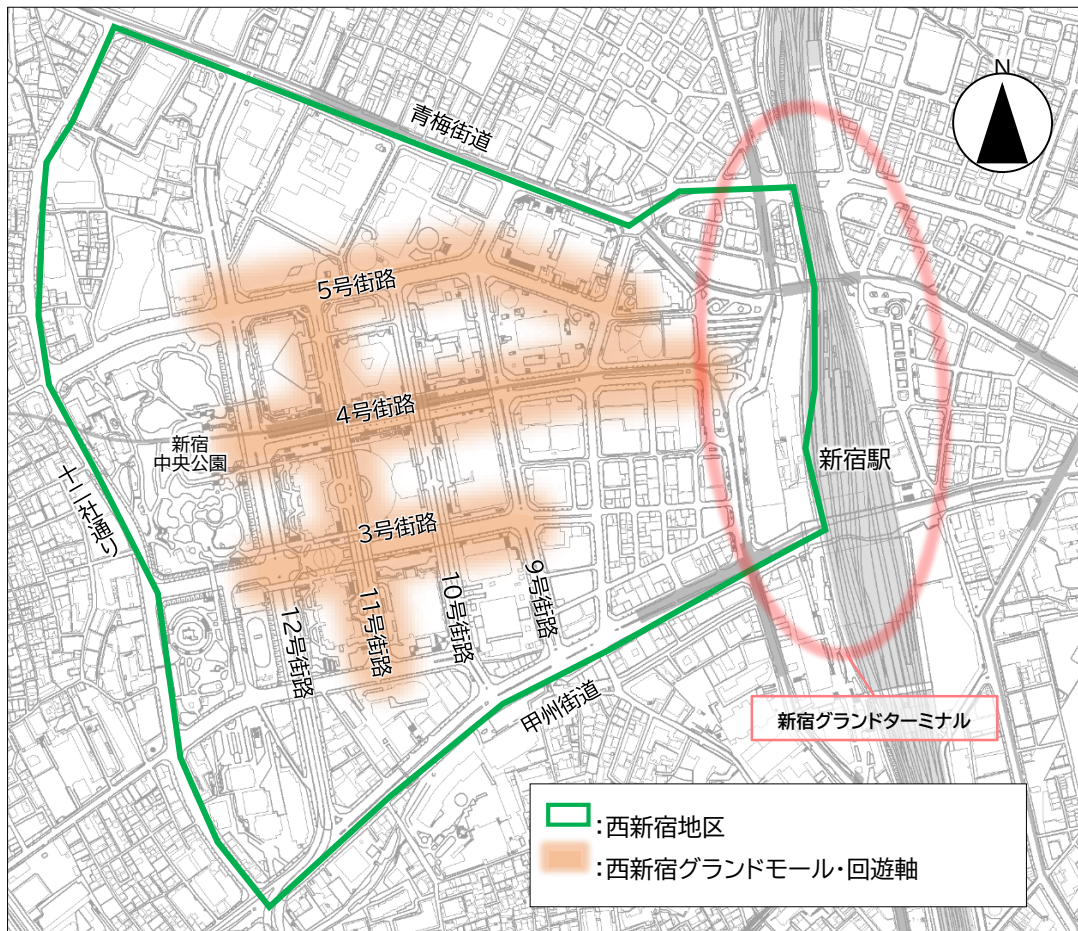 N
青梅街道
5号街路
4号街路
新宿
中央公園
新宿駅
十二社通り
3号街路
9号街路
10号街路
11号街路
12号街路
甲州街道
新宿グランドターミナル
:西新宿地区
:西新宿グランドモール・回遊軸